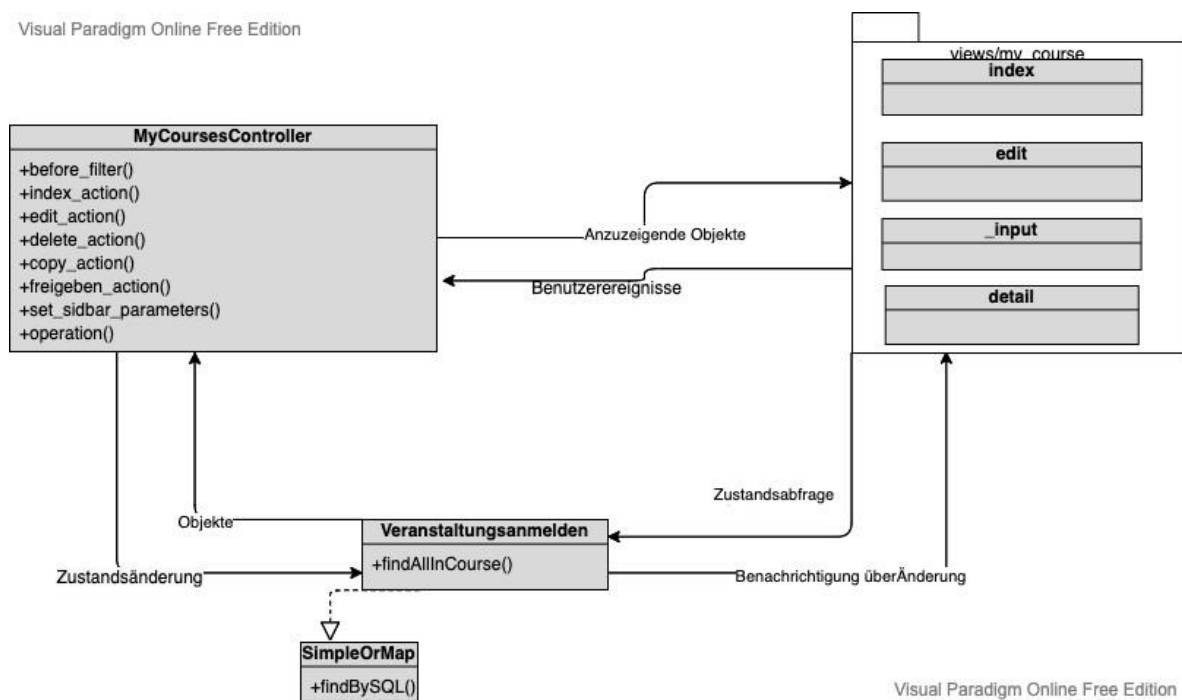 Visual Paradigm Online Free Edition
views/my_course
index
edit
_input
detail
MyCoursesController
+before_filter()
+index_action()
+edit_action()
+delete_action()
+copy_action()
+freigeben_action()
+set_sidbar_parameters()
+operation()
Anzuzeigende Objekte
Benutzerereignisse
Zustandsabfrage
Objekte
Veranstaltungsanmelden
+findAllInCourse()
Zustandsänderung
Benachrichtigung überÄnderung
SimpleOrMap
+findBySQL()
Visual Paradigm Online Free Edition